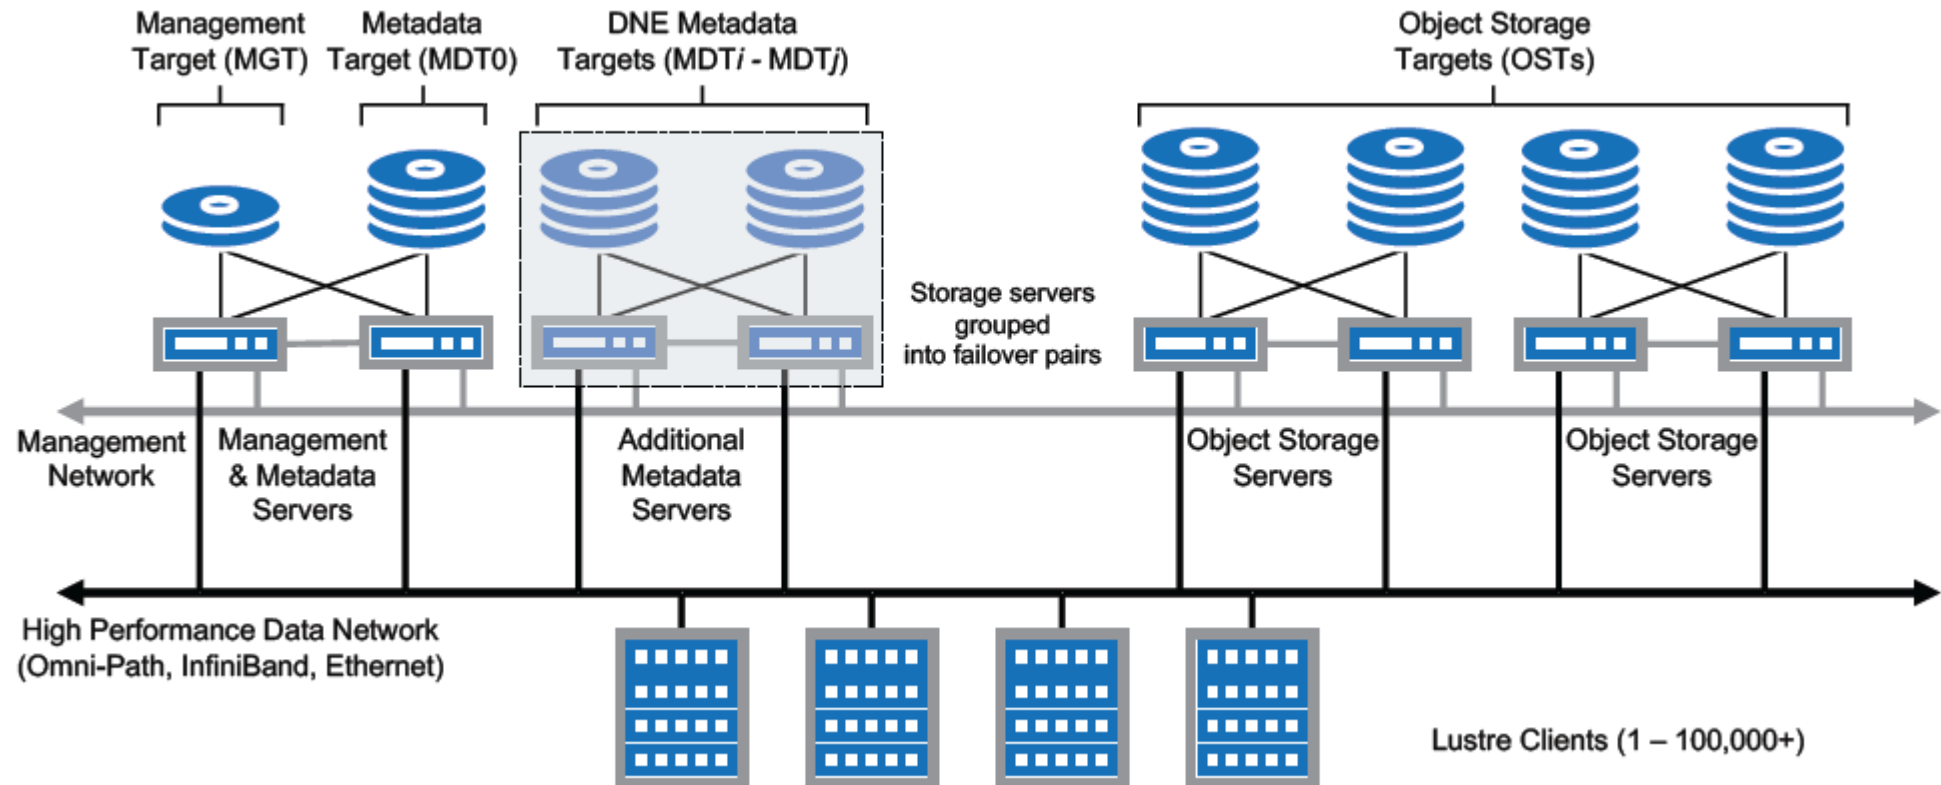 Management
Target (MGT)
Metadata
Target (MDT0)
DNE Metadata
Targets (MDTi - MDTj)
Object Storage
Targets (OSTs)
Storage servers
grouped
into failover pairs
Management
Network
Management
& Metadata
Servers
Additional
Metadata
Servers
Object Storage
Servers
Object Storage
Servers
High Performance Data Network
(Omni-Path, InfiniBand, Ethernet)
Lustre Clients (1 – 100,000+)